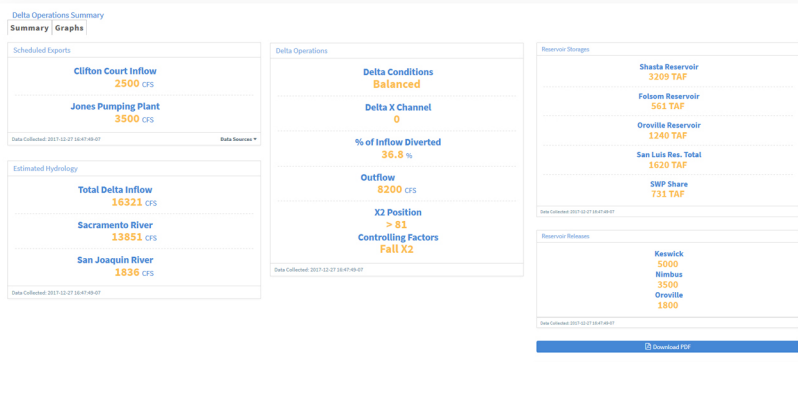 Delta Operations Summary
Summary Graphs
Scheduled Exports
Clifton Court Inflow
2500 CFS
Jones Pumping Plant
3500 CFS
Data Collected: 2017-12-27 16:47:49-07 Data Sources
Estimated Hydrology
Total Delta Inflow
16321 CFS
Sacramento River
13851 CFS
San Joaquin River
1836 CFS
Data Collected: 2017-12-27 16:47:49-07
Delta Operations
Delta Conditions
Balanced
Delta X Channel
0
% of Inflow Diverted
36.8 %
Outflow
8200 CFS
X2 Position
> 81
Controlling Factors
Fall X2
Data Collected: 2017-12-27 16:47:49-07
Reservoir Storages
Shasta Reservoir
3209 TAF
Folsom Reservoir
561 TAF
Oroville Reservoir
1240 TAF
San Luis Res. Total
1620 TAF
SWP Share
731 TAF
Data Collected: 2017-12-27 16:47:49-07
Reservoir Releases
Keswick
5000
Nimbus
3500
Oroville
1800
Data Collected: 2017-12-27 16:47:49-07
Download PDF